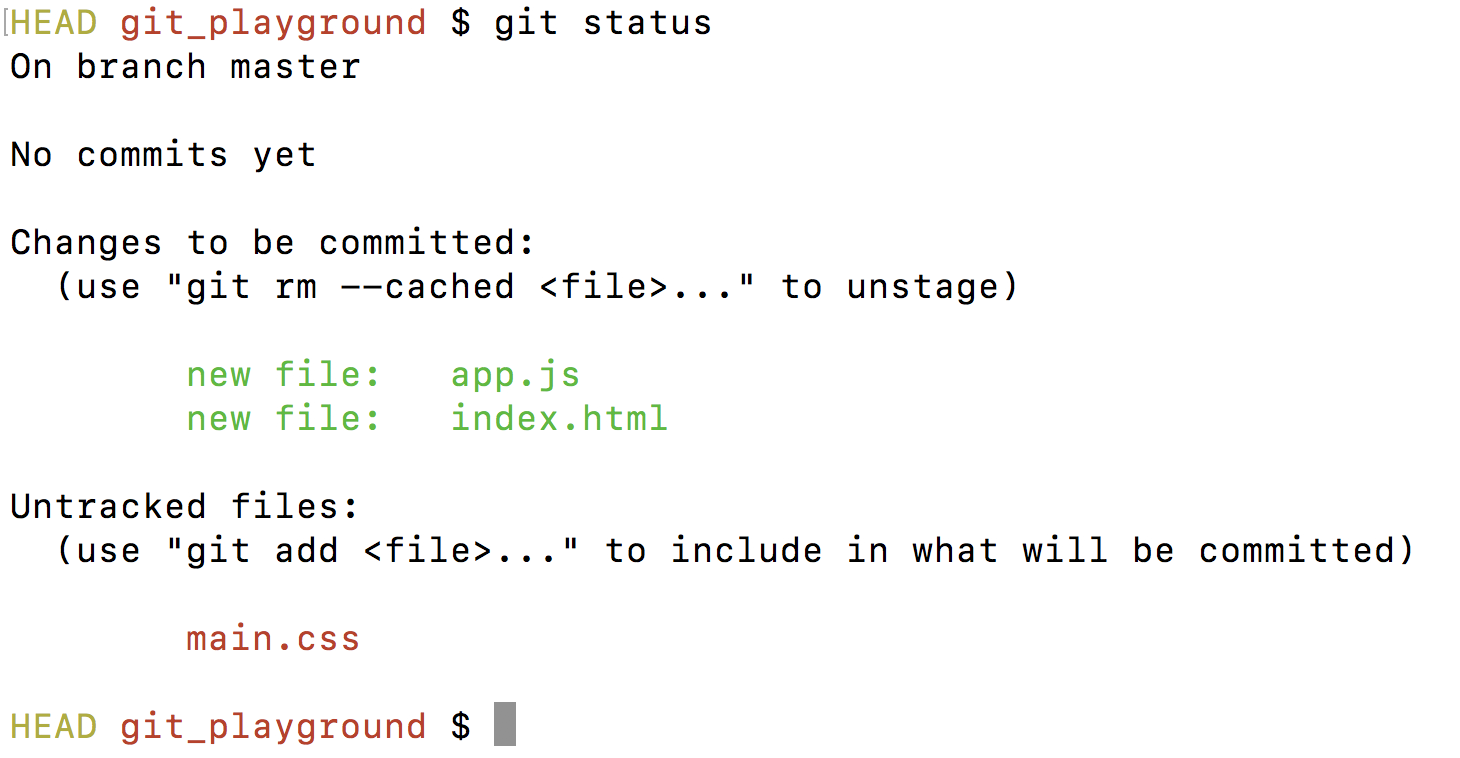 [HEAD git_playground $ git status
On branch master
No commits yet
Changes to be committed:
  (use "git rm --cached <file>..." to unstage)
        new file:   app.js
        new file:   index.html
Untracked files:
  (use "git add <file>..." to include in what will be committed)
        main.css
HEAD git_playground $